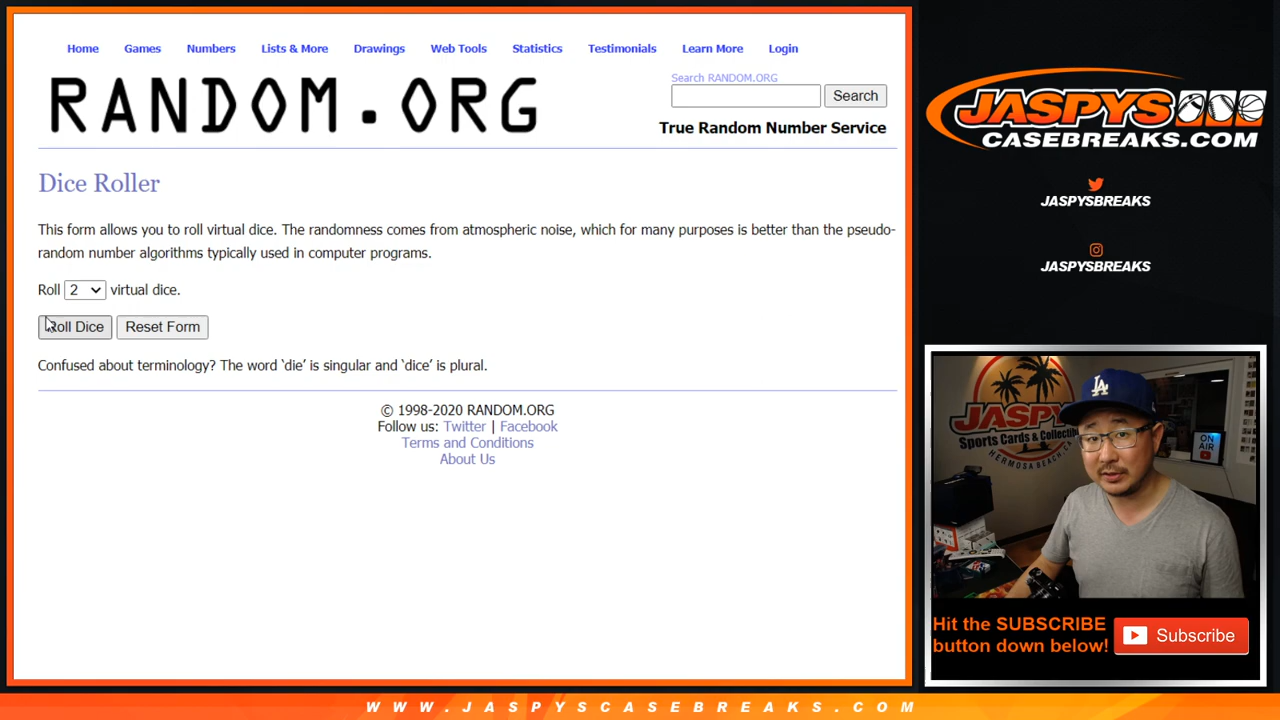 Home Games Numbers Lists & More Drawings Web Tools Statistics Testimonials Learn More Login
RANDOM.ORG
Search RANDOM.ORG
Search
True Random Number Service
Dice Roller
This form allows you to roll virtual dice. The randomness comes from atmospheric noise, which for many purposes is better than the pseudo-
random number algorithms typically used in computer programs.
Roll 2 virtual dice.
Roll Dice Reset Form
Confused about terminology? The word ‘die’ is singular and ‘dice’ is plural.
© 1998-2020 RANDOM.ORG
Follow us: Twitter | Facebook
Terms and Conditions
About Us
JASPYS
CASEBREAKS.COM
JASPYSBREAKS
JASPYSBREAKS
JASPY
Sports Cards & Collectib
HERMOSA BEACH, CA
LA
ON
AIR
Hit the SUBSCRIBE
button down below!
Subscribe
WWW.JASPYSCASEBREAKS.COM